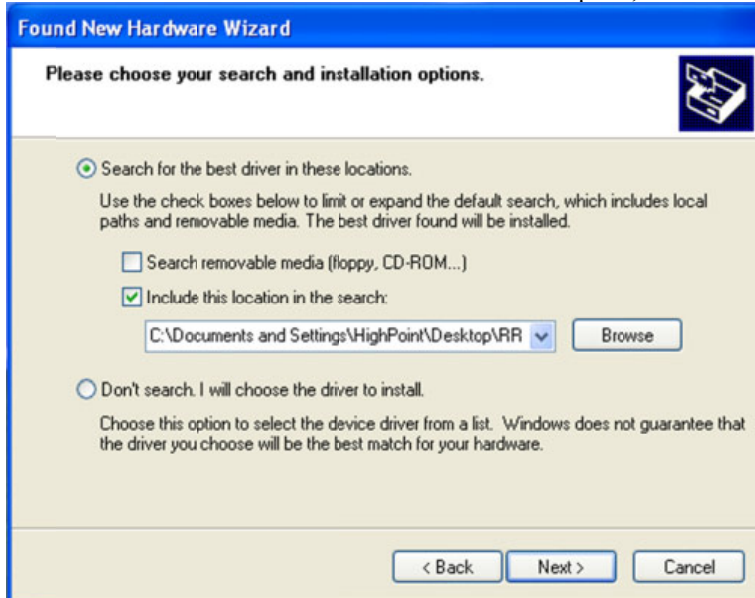 Found New Hardware Wizard
Please choose your search and installation options.
Search for the best driver in these locations.
Use the check boxes below to limit or expand the default search, which includes local
paths and removable media. The best driver found will be installed.
Search removable media (floppy, CD-ROM...)
Include this location in the search:
C:\Documents and Settings\HighPoint\Desktop\RR
Browse
Don't search. I will choose the driver to install.
Choose this option to select the device driver from a list. Windows does not guarantee that
the driver you choose will be the best match for your hardware.
< Back Next > Cancel